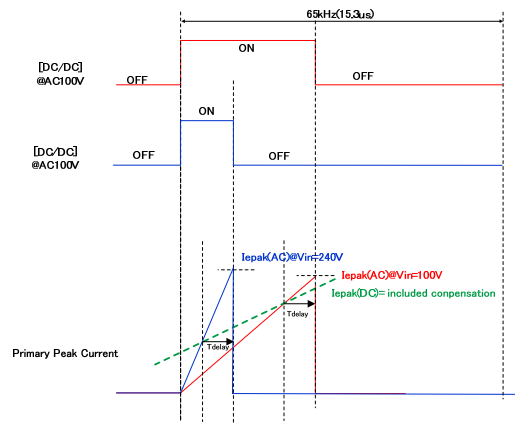 65kHz(15.3us)
ON
[DC/DC]
@AC100V
OFF
OFF
ON
[DC/DC]
@AC100V
OFF
OFF
Iepak(AC)@Vin=240V
Iepak(AC)@Vin=100V
Iepak(DC)=included conpensation
Tdelay
Tdelay
Primary Peak Current